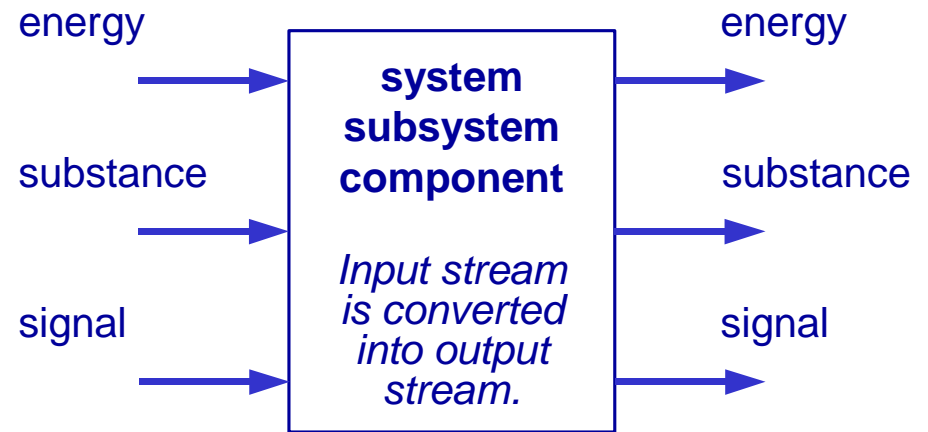 energy
energy
system
subsystem
component
substance
substance
Input stream
is converted
into output
stream.
signal
signal